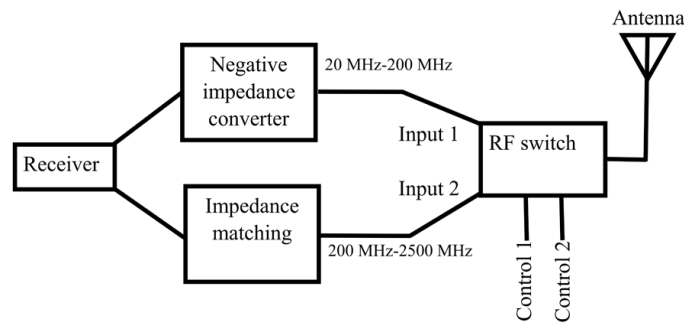 Antenna
Negative
impedance
converter
20 MHz-200 MHz
Input 1
RF switch
Receiver
Input 2
Impedance
matching
200 MHz-2500 MHz
Control 1
Control 2